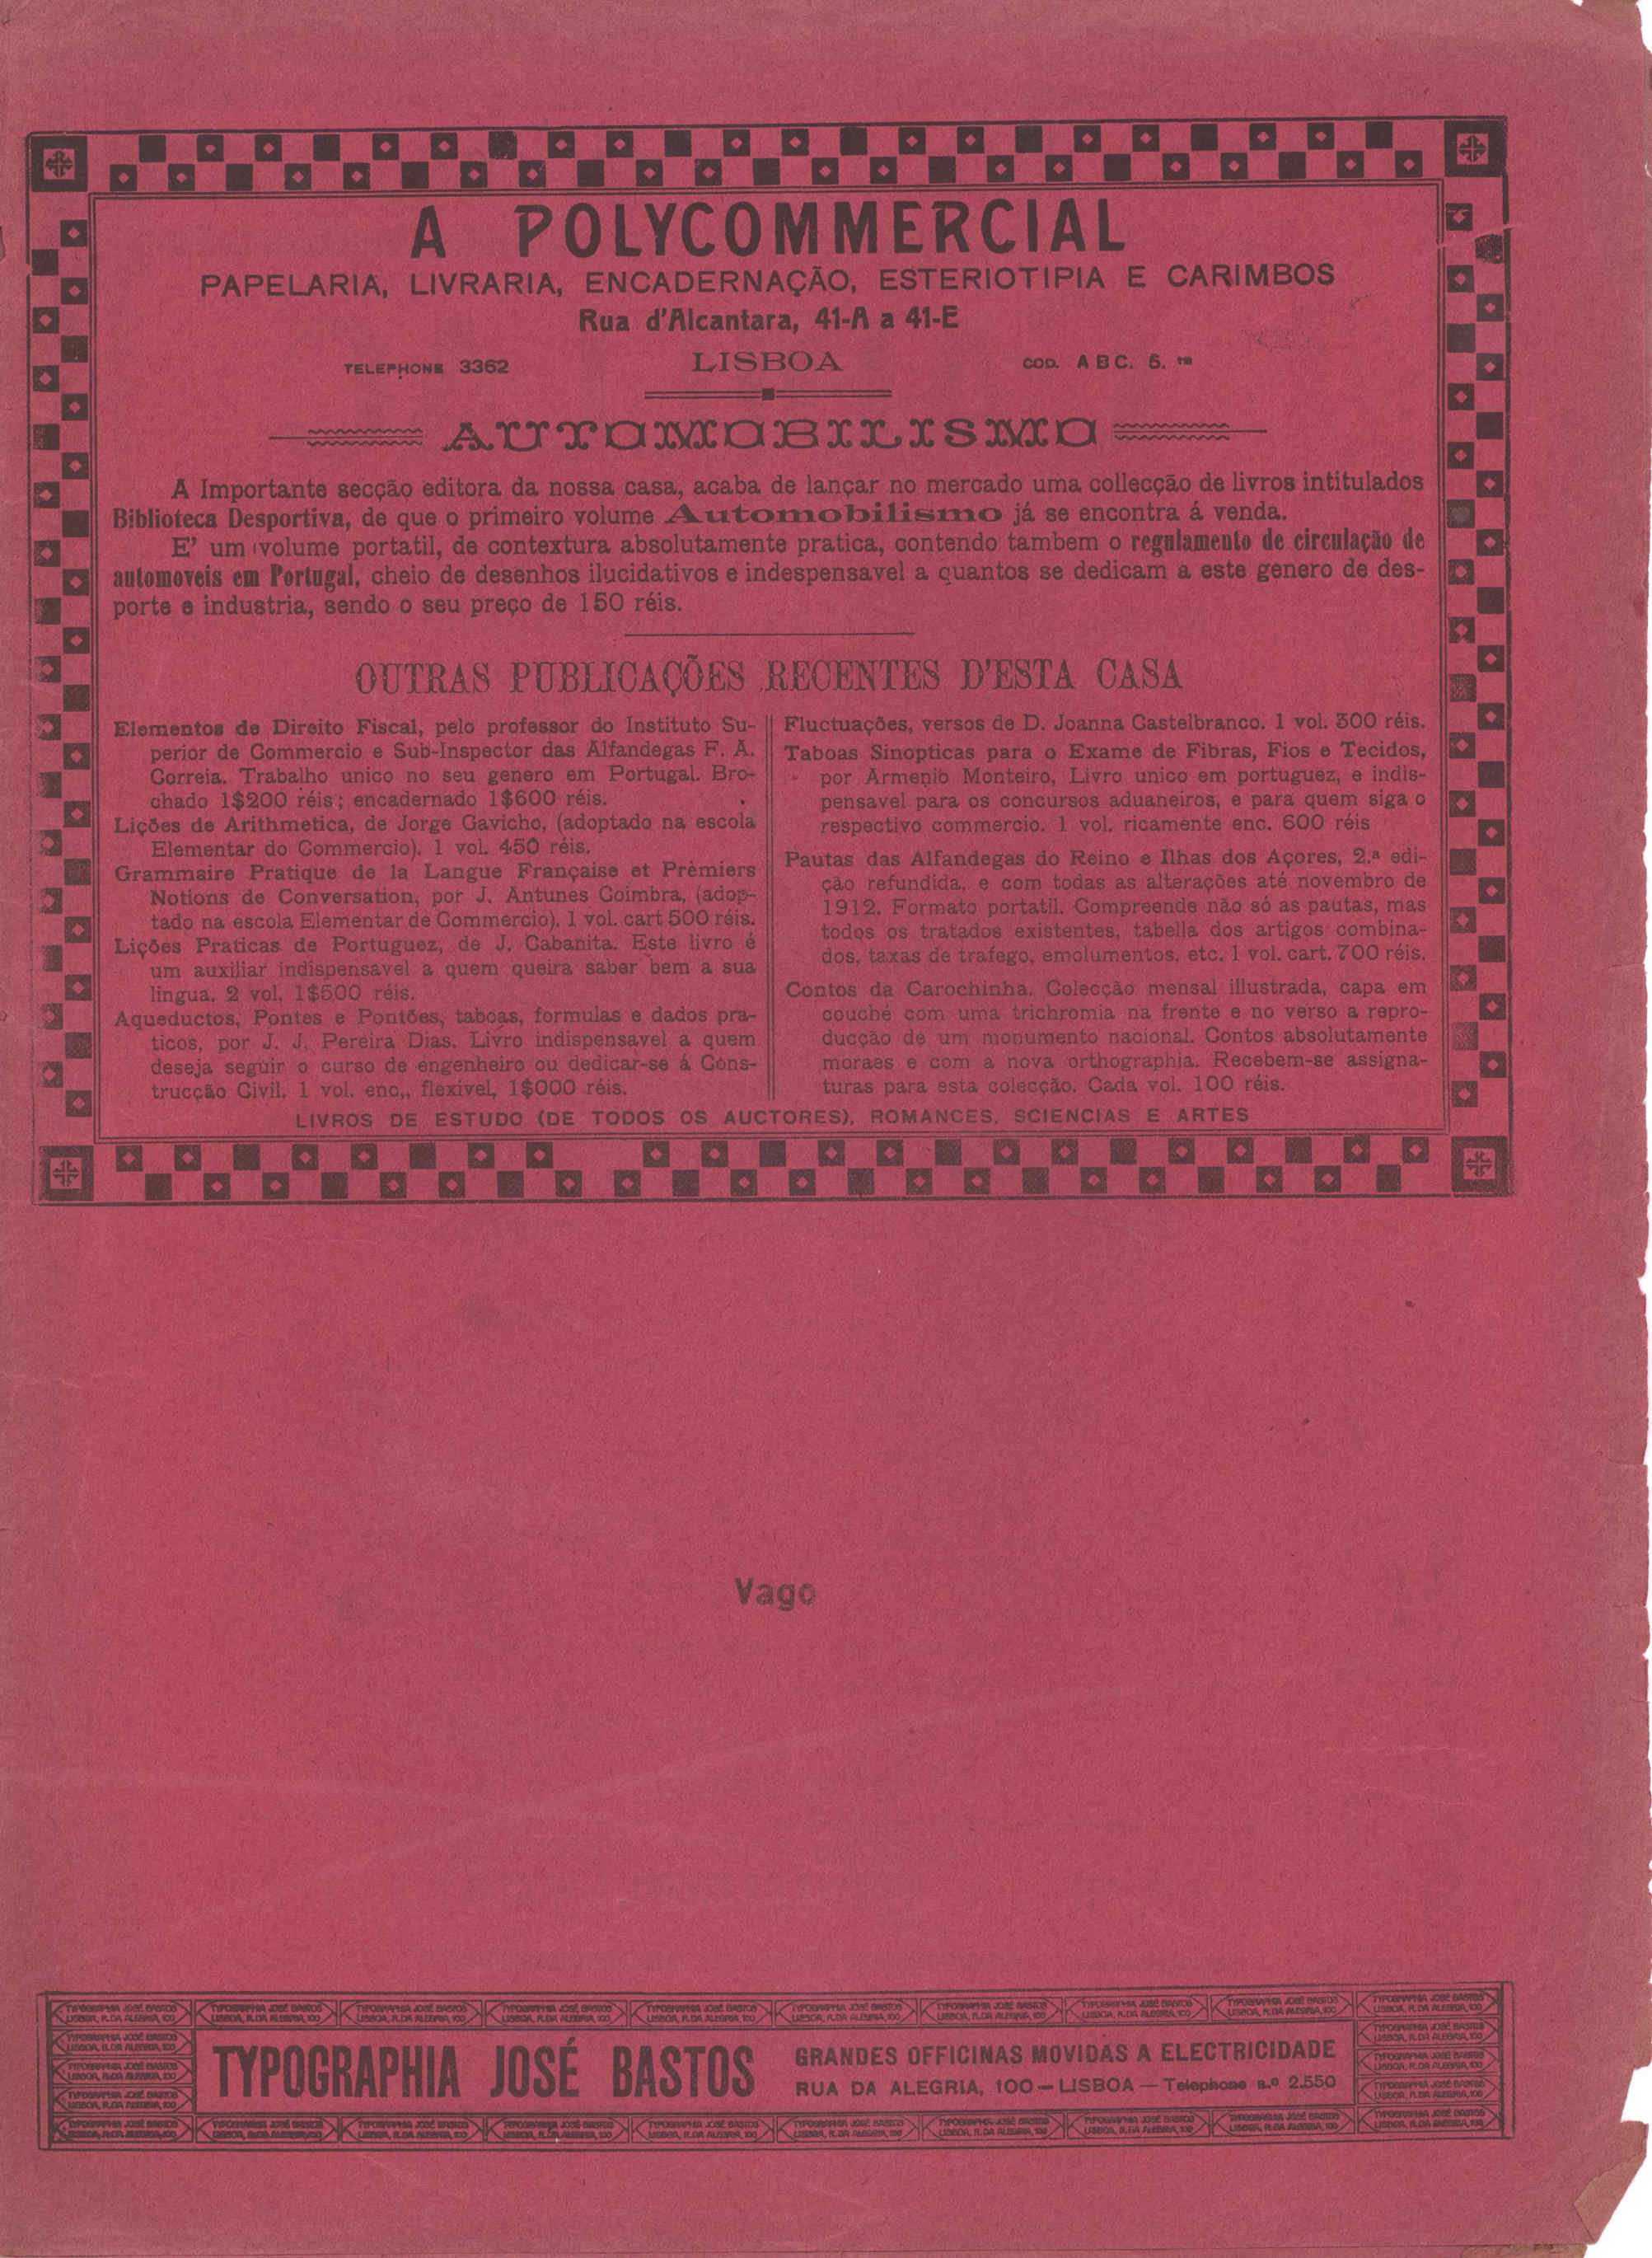 A POLYCOMMERCIAL
PAPELARIA, LIVRARIA, ENCADERNAÇÃO, ESTERIOTIPIA E CARIMBOS
Rua d'Alcantara, 41-A a 41-E
TELEPHONE 3362 LISBOA COD. A B C. 5.
AUTOMOBILISMO
A Importante secção editora da nossa casa, acaba de lançar no mercado uma collecção de livros intitulados
Biblioteca Desportiva, de que o primeiro volume Automobilismo já se encontra á venda.
E' um volume portatil, de contextura absolutamente pratica, contendo tambem o regulamento de circulação de
automoveis em Portugal, cheio de desenhos ilucidativos e indespensavel a quantos se dedicam a este genero de des-
porte e industria, sendo o seu preço de 150 réis.
OUTRAS PUBLICAÇÕES RECENTES D'ESTA CASA
Elementos de Direito Fiscal, pelo professor do Instituto Su-
perior de Commercio e Sub-Inspector das Alfandegas F. A.
Correia. Trabalho unico no seu genero em Portugal. Bro-
chado 1$200 réis; encadernado 1$600 réis.
Lições de Arithmetica, de Jorge Gavicho, (adoptado na escola
Elementar do Commercio). 1 vol. 450 réis.
Grammaire Pratique de la Langue Française et Prèmiers
Notions de Conversation, por J. Antunes Coimbra, (adop-
tado na escola Elementar de Commercio). 1 vol. cart 500 réis.
Lições Praticas de Portuguez, de J. Cabanita. Este livro é
um auxiliar indispensavel a quem queira saber bem a sua
lingua. 2 vol. 1$500 réis.
Aqueductos, Pontes e Pontões, taboas, formulas e dados pra-
ticos, por J. J. Pereira Dias. Livro indispensavel a quem
deseja seguir o curso de engenheiro ou dedicar-se á Cons-
trucção Civil. 1 vol. enc,, flexivel, 1$000 réis.
Fluctuações, versos de D. Joanna Castelbranco. 1 vol. 300 réis.
Taboas Sinopticas para o Exame de Fibras, Fios e Tecidos,
por Armenio Monteiro, Livro unico em portuguez, e indis-
pensavel para os concursos aduaneiros, e para quem siga o
respectivo commercio. 1 vol. ricamente enc. 600 réis
Pautas das Alfandegas do Reino e Ilhas dos Açores, 2.ª edi-
ção refundida, e com todas as alterações até novembro de
1912. Formato portatil. Compreende não só as pautas, mas
todos os tratados existentes, tabella dos artigos combina-
dos, taxas de trafego, emolumentos, etc. 1 vol. cart. 700 réis.
Contos da Carochinha. Colecção mensal illustrada, capa em
couché com uma trichromia na frente e no verso a repro-
ducção de um monumento nacional. Contos absolutamente
moraes e com a nova orthographia. Recebem-se assigna-
turas para esta colecção. Cada vol. 100 réis.
LIVROS DE ESTUDO (DE TODOS OS AUCTORES), ROMANCES, SCIENCIAS E ARTES
Vago
TYPOGRAPHIA JOSÉ BASTOS
GRANDES OFFICINAS MOVIDAS A ELECTRICIDADE
RUA DA ALEGRIA, 100 — LISBOA — Telephone n.º 2.550
TYPOGRAPHIA JOSÉ BASTOS
LISBOA, R. DA ALEGRIA, 100